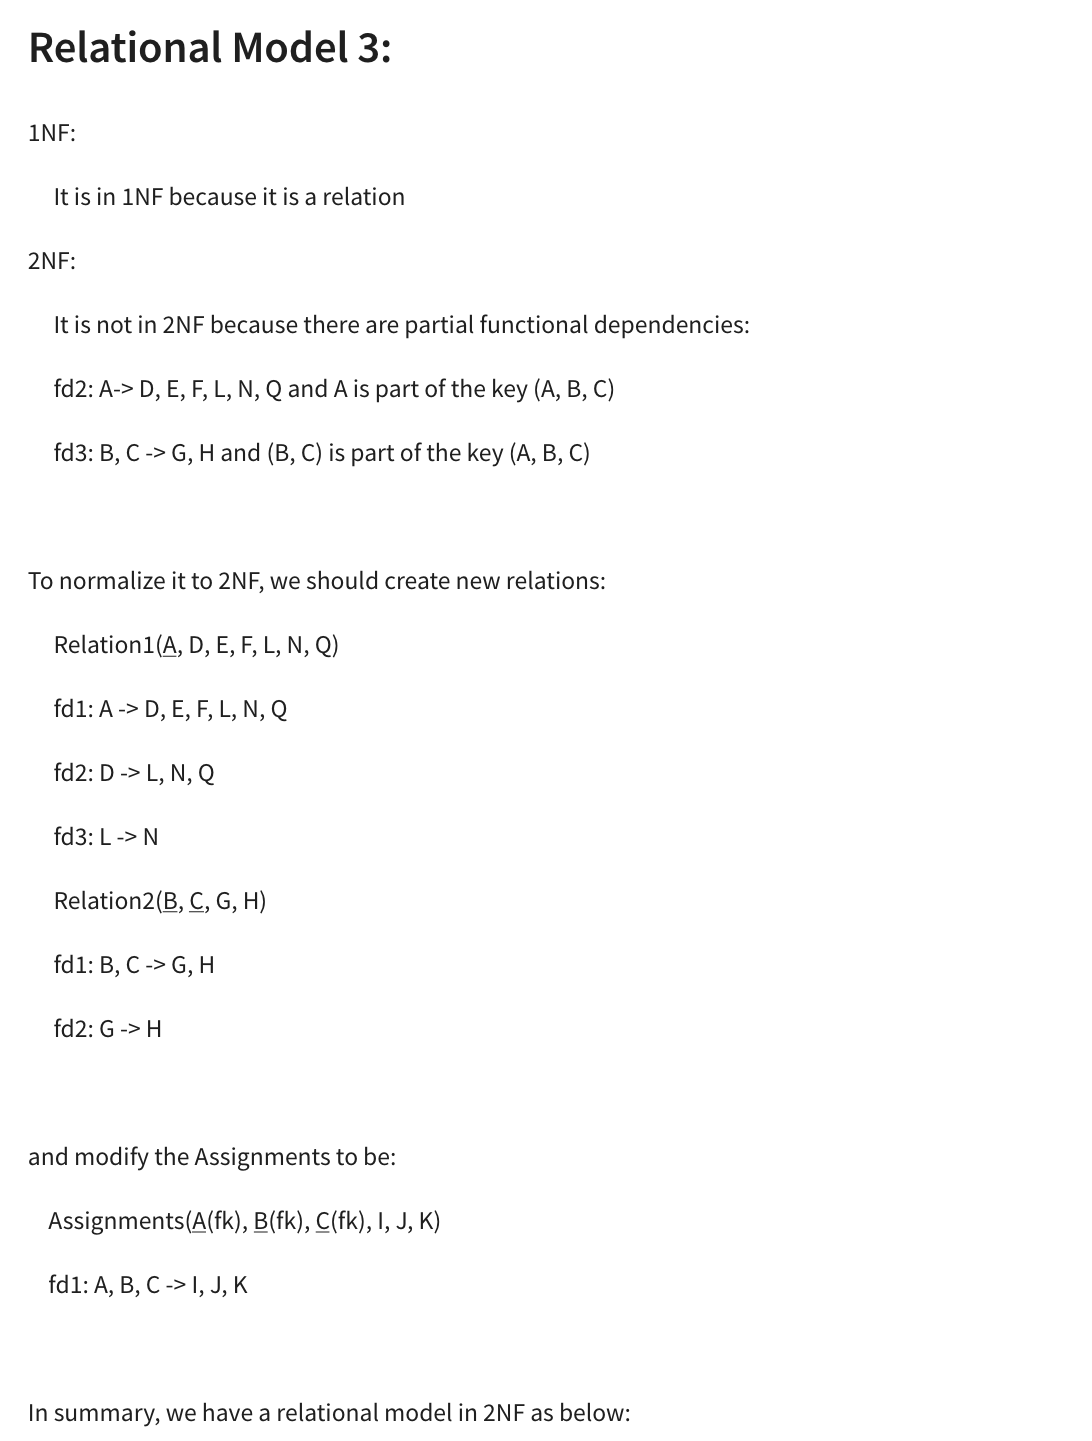 Relational Model 3:
1NF:
It is in 1NF because it is a relation
2NF:
It is not in 2NF because there are partial functional dependencies:
fd2: A-> D, E, F, L, N, Q and A is part of the key (A, B, C)
fd3: B, C -> G, H and (B, C) is part of the key (A, B, C)
To normalize it to 2NF, we should create new relations:
Relation1(A, D, E, F, L, N, Q)
fd1: A -> D, E, F, L, N, Q
fd2: D -> L, N, Q
fd3: L -> N
Relation2(B, C, G, H)
fd1: B, C -> G, H
fd2: G -> H
and modify the Assignments to be:
Assignments(A(fk), B(fk), C(fk), I, J, K)
fd1: A, B, C -> I, J, K
In summary, we have a relational model in 2NF as below: